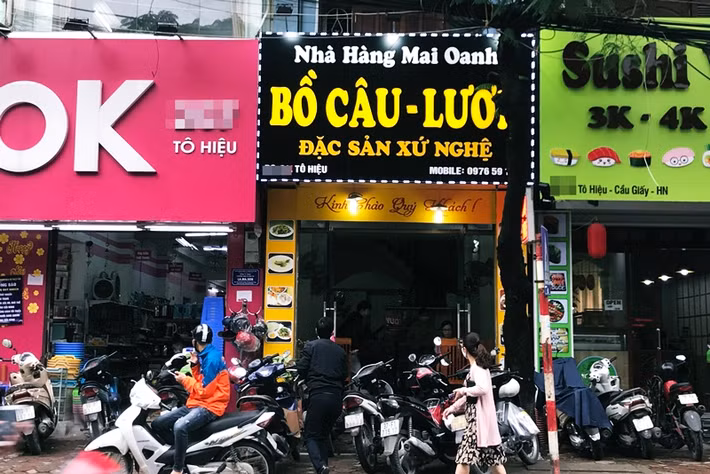 OK
TÔ HIỆU
Nhà Hàng Mai Oanh
BỒ CÂU - LƯƠN
ĐẶC SẢN XỨ NGHỆ
TÔ HIỆU
MOBILE: 0976 59
Kính Chào Quý Khách !
Sushi
3K - 4K
Tô Hiệu - Cầu Giấy - HN